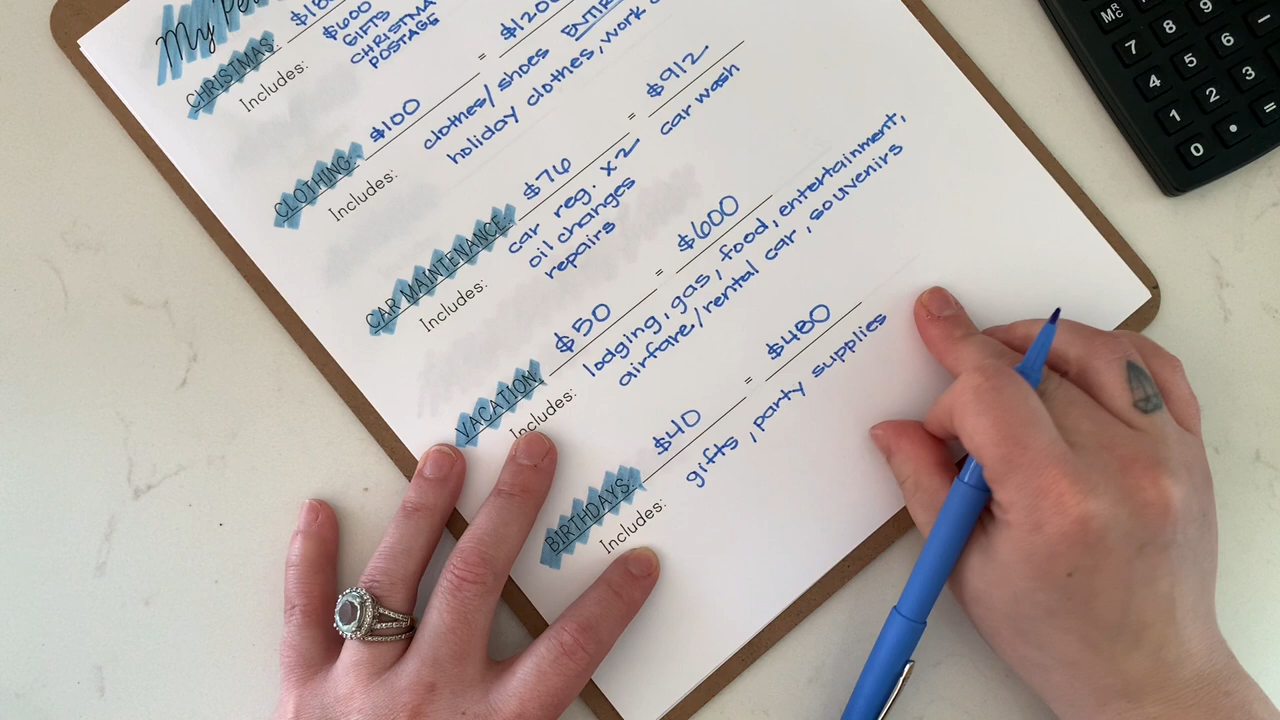 My
CHRISTMAS:
$600
Includes:
GIFTS
CHRISTMA
POSTAGE
CLOTHING: $100 = $1200
Includes: clothes/shoes ENTIR
holiday clothes, work
CAR MAINTENANCE: $76 = $912
Includes: car reg. x2 car wash
oil changes
repairs
VACATION: $50 = $600
Includes: lodging, gas, food, entertainment,
airfare/rental car, souvenirs
BIRTHDAYS: $40 = $480
Includes: gifts, party supplies
MRC
7 8 9
4 5 6 −
1 2 3
0 • =